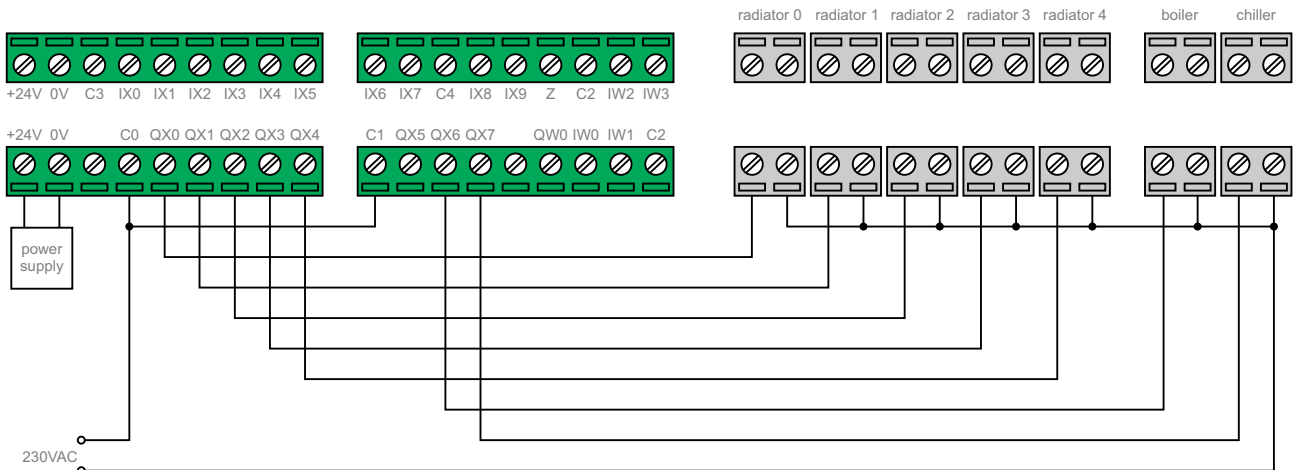 radiator 0 radiator 1 radiator 2 radiator 3 radiator 4 boiler chiller
+24V 0V C3 IX0 IX1 IX2 IX3 IX4 IX5 IX6 IX7 C4 IX8 IX9 Z C2 IW2 IW3
+24V 0V C0 QX0 QX1 QX2 QX3 QX4 C1 QX5 QX6 QX7 QW0 IW0 IW1 C2
power
supply
230VAC